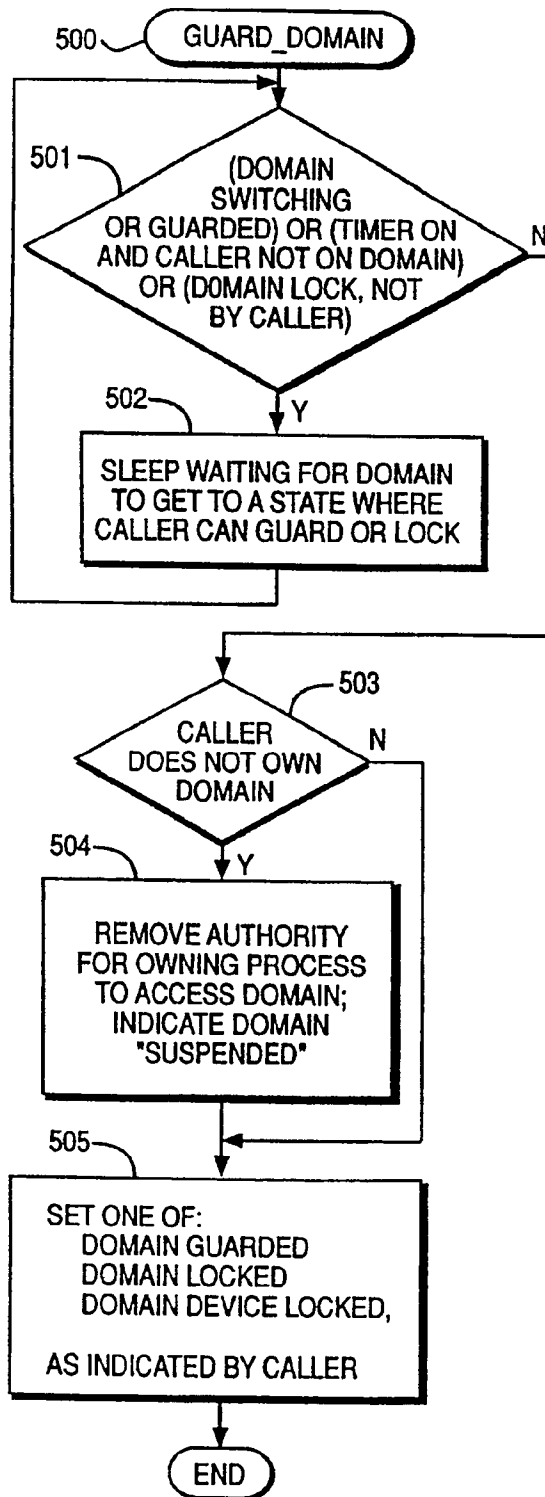 500
GUARD_DOMAIN
501
(DOMAIN
SWITCHING
OR GUARDED) OR (TIMER ON
AND CALLER NOT ON DOMAIN)
OR (DOMAIN LOCK, NOT
BY CALLER)
N
502
Y
SLEEP WAITING FOR DOMAIN
TO GET TO A STATE WHERE
CALLER CAN GUARD OR LOCK
503
CALLER
DOES NOT OWN
DOMAIN
N
504
Y
REMOVE AUTHORITY
FOR OWNING PROCESS
TO ACCESS DOMAIN;
INDICATE DOMAIN
"SUSPENDED"
505
SET ONE OF:
DOMAIN GUARDED
DOMAIN LOCKED
DOMAIN DEVICE LOCKED,
AS INDICATED BY CALLER
END